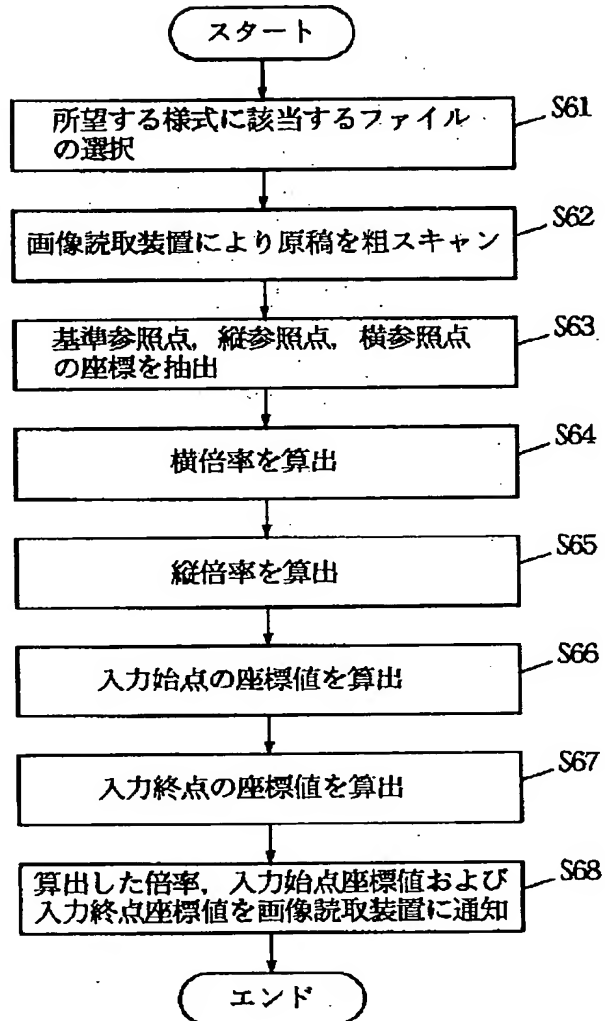 スタート
所望する様式に該当するファイル
の選択
S61
画像読取装置により原稿を粗スキャン
S62
基準参照点，縦参照点，横参照点
の座標を抽出
S63
横倍率を算出
S64
縦倍率を算出
S65
入力始点の座標値を算出
S66
入力終点の座標値を算出
S67
算出した倍率，入力始点座標値および
入力終点座標値を画像読取装置に通知
S68
エンド